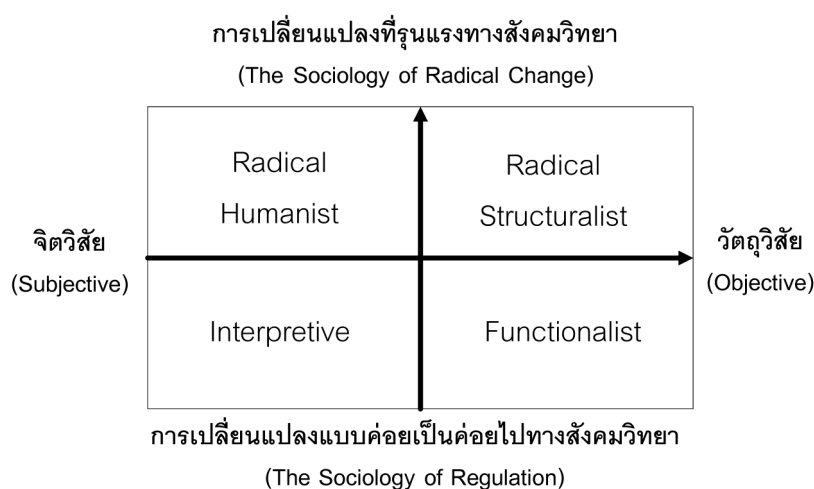 การเปลี่ยนแปลงที่รุนแรงทางสังคมวิทยา
(The Sociology of Radical Change)
Radical
Humanist
Radical
Structuralist
จิตวิสัย
(Subjective)
วัตถุวิสัย
(Objective)
Interpretive
Functionalist
การเปลี่ยนแปลงแบบค่อยเป็นค่อยไปทางสังคมวิทยา
(The Sociology of Regulation)